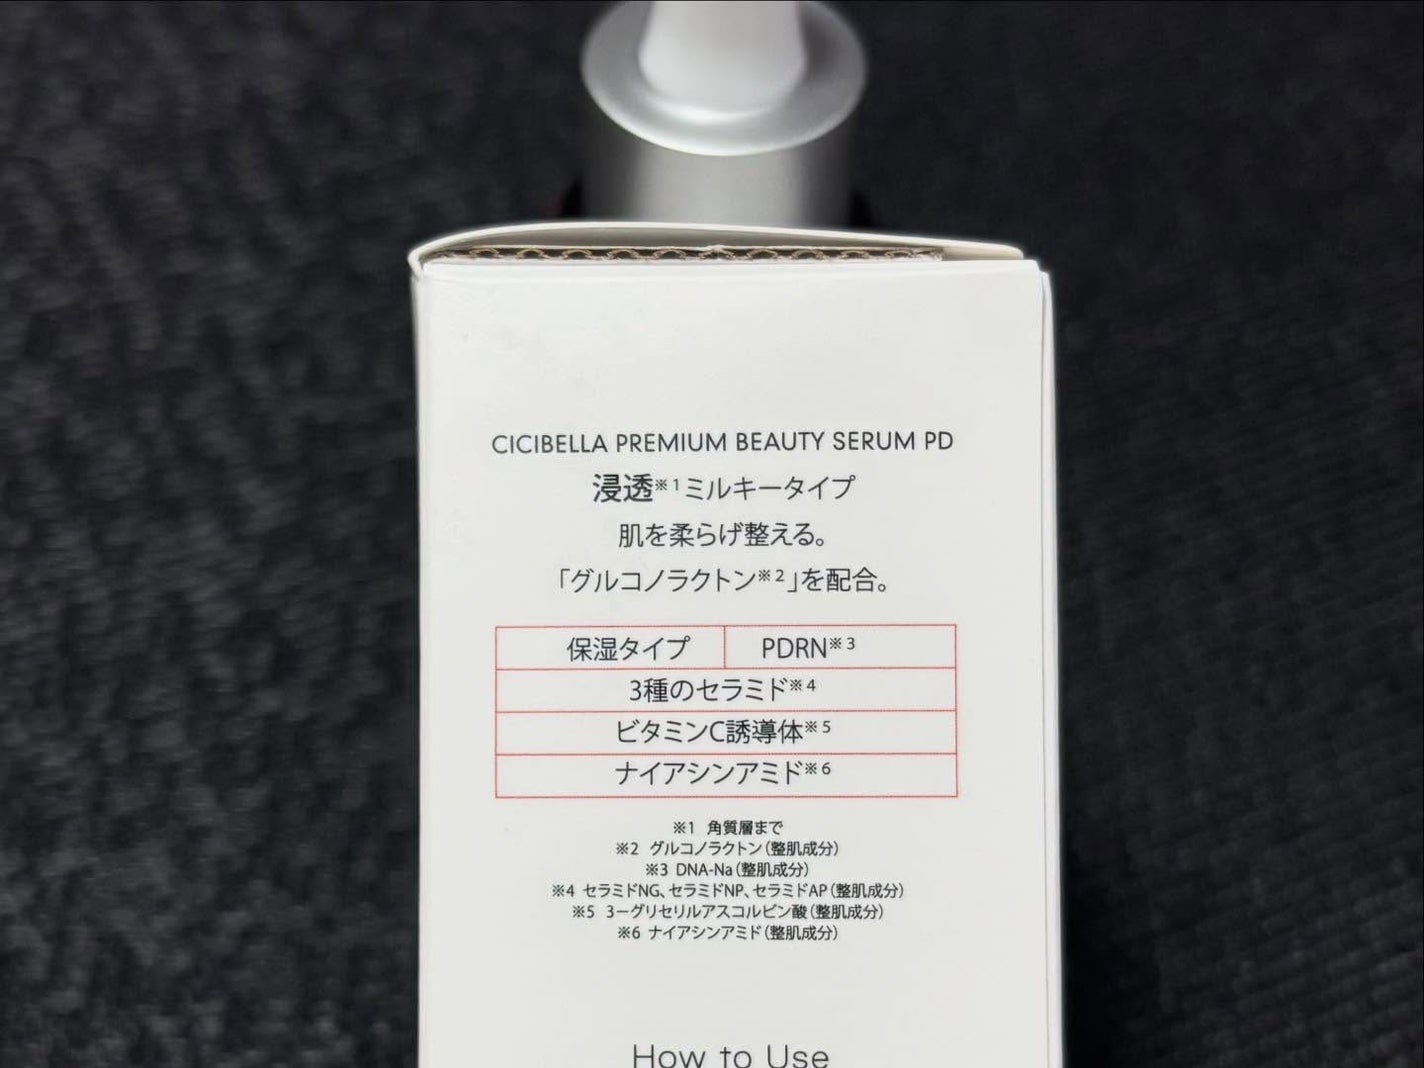 CICIBELLA PREMIUM BEAUTY SERUM PD
浸透※1ミルキータイプ
肌を柔らげ整える。
「グルコノラクトン※2」を配合。
保湿タイプ PDRN※3
3種のセラミド※4
ビタミンC誘導体※5
ナイアシンアミド※6
※1 角質層まで
※2 グルコノラクトン(整肌成分)
※3 DNA-Na(整肌成分)
※4 セラミドNG、セラミドNP、セラミドAP(整肌成分)
※5 3ーグリセリルアスコルビン酸(整肌成分)
※6 ナイアシンアミド(整肌成分)
How to Use